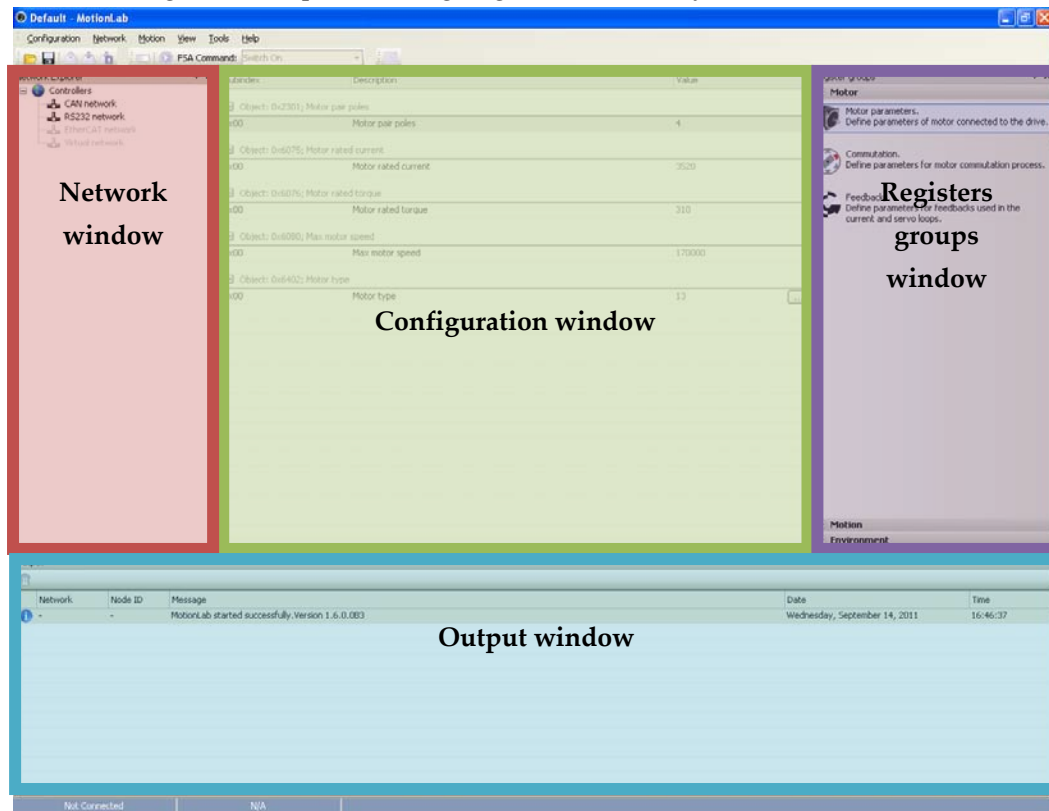 Default - MotionLab
Configuration Network Motion View Tools Help
FSA Command: Switch On
Network Explorer
Controllers
CAN network
RS232 network
EtherCAT network
Virtual network
Network
window
Subindex Description Value
Object: 0x2301; Motor pair poles
0x00 Motor pair poles 4
Object: 0x6075; Motor rated current
0x00 Motor rated current 3520
Object: 0x6076; Motor rated torque
0x00 Motor rated torque 310
Object: 0x6080; Max motor speed
0x00 Max motor speed 170000
Object: 0x6402; Motor type
0x00 Motor type 13 ...
Configuration window
groups
Motor
Motor parameters.
Define parameters of motor connected to the drive.
Commutation.
Define parameters for motor commutation process.
Feedback
Define parameters for feedbacks used in the
current and servo loops.
Registers
groups
window
Motion
Environment
Network Node ID Message Date Time
- - MotionLab started successfully.Version 1.6.0.083 Wednesday, September 14, 2011 16:46:37
Output window
Not Connected N/A